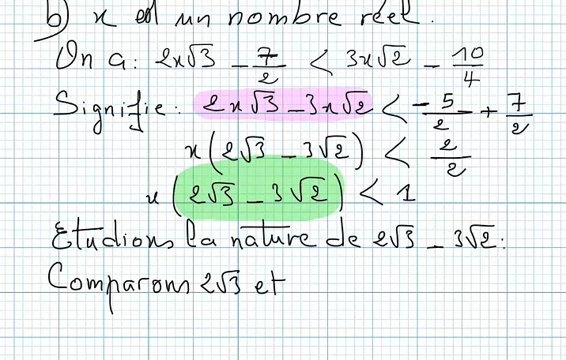 b) x est un nombre réel.
On a: 2x√3 - 7/2 < 3x√2 - 10/4
Signifie: 2x√3 - 3x√2 < -5/2 + 7/2
x(2√3 - 3√2) < 2/2
x(2√3 - 3√2) < 1
Etudions la nature de 2√3 - 3√2.
Comparons 2√3 et